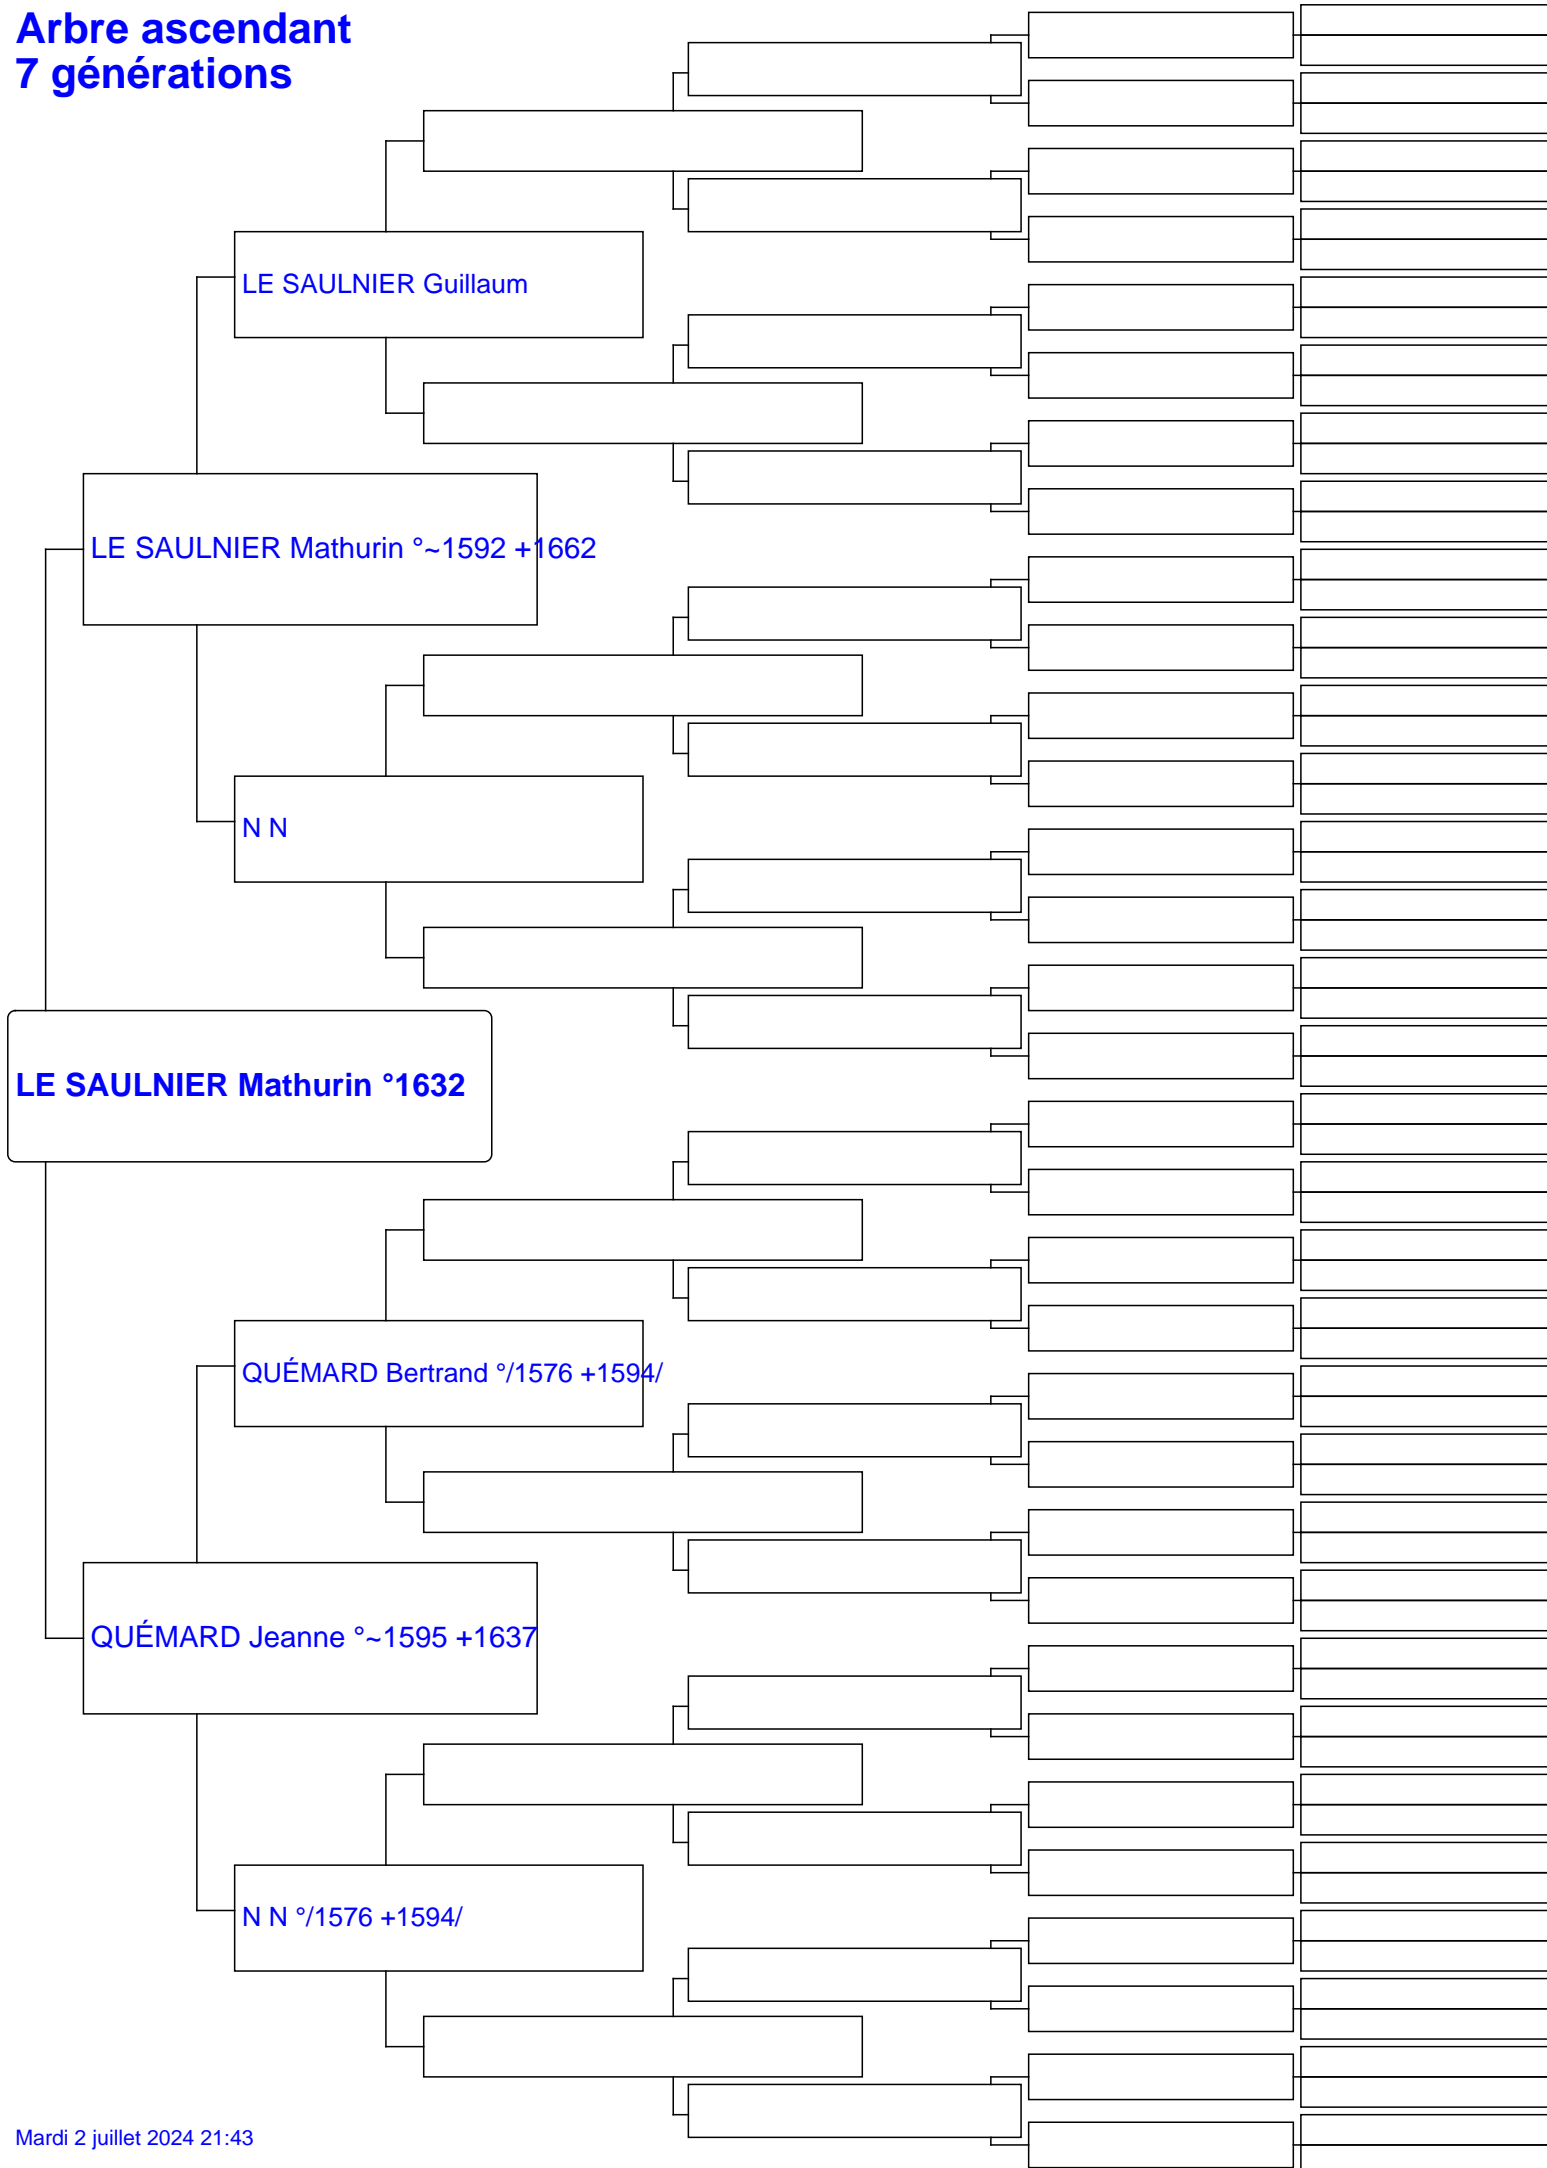 Arbre ascendant
7 générations
LE SAULNIER Guillaum
LE SAULNIER Mathurin °~1592 +1662
N N
LE SAULNIER Mathurin °1632
QUÉMARD Bertrand °/1576 +1594/
QUÉMARD Jeanne °~1595 +1637
N N °/1576 +1594/
Mardi 2 juillet 2024 21:43